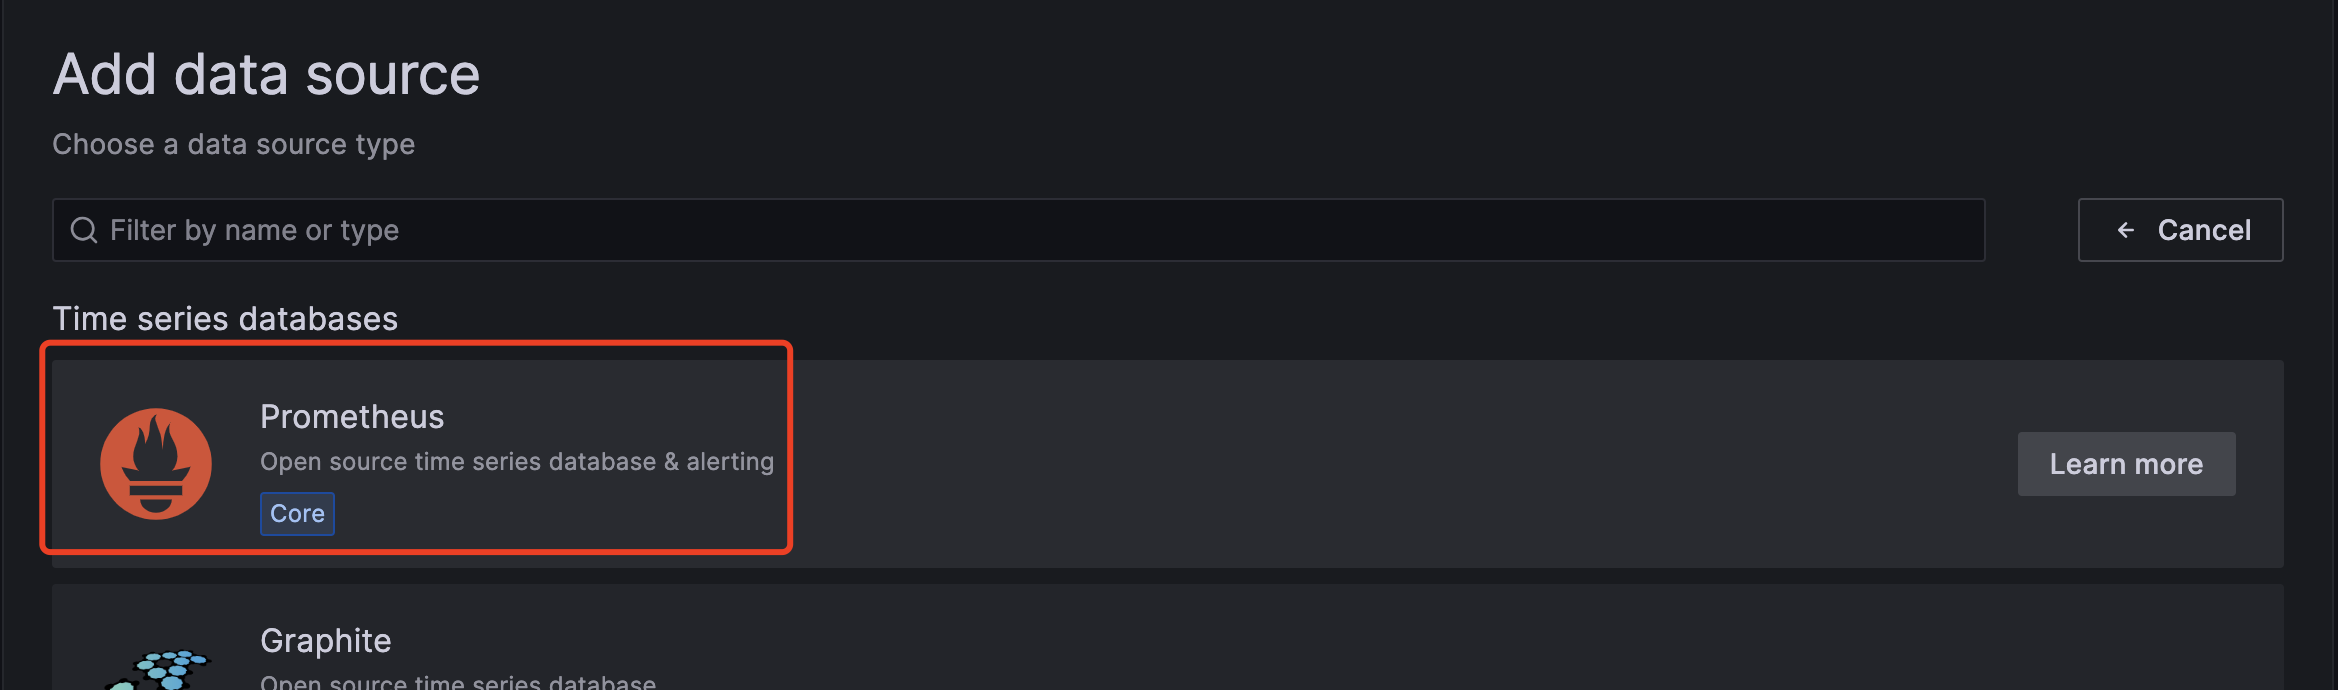 Add data source
Choose a data source type
Filter by name or type
Cancel
Time series databases
Prometheus
Open source time series database & alerting
Core
Learn more
Graphite
Open source time series database